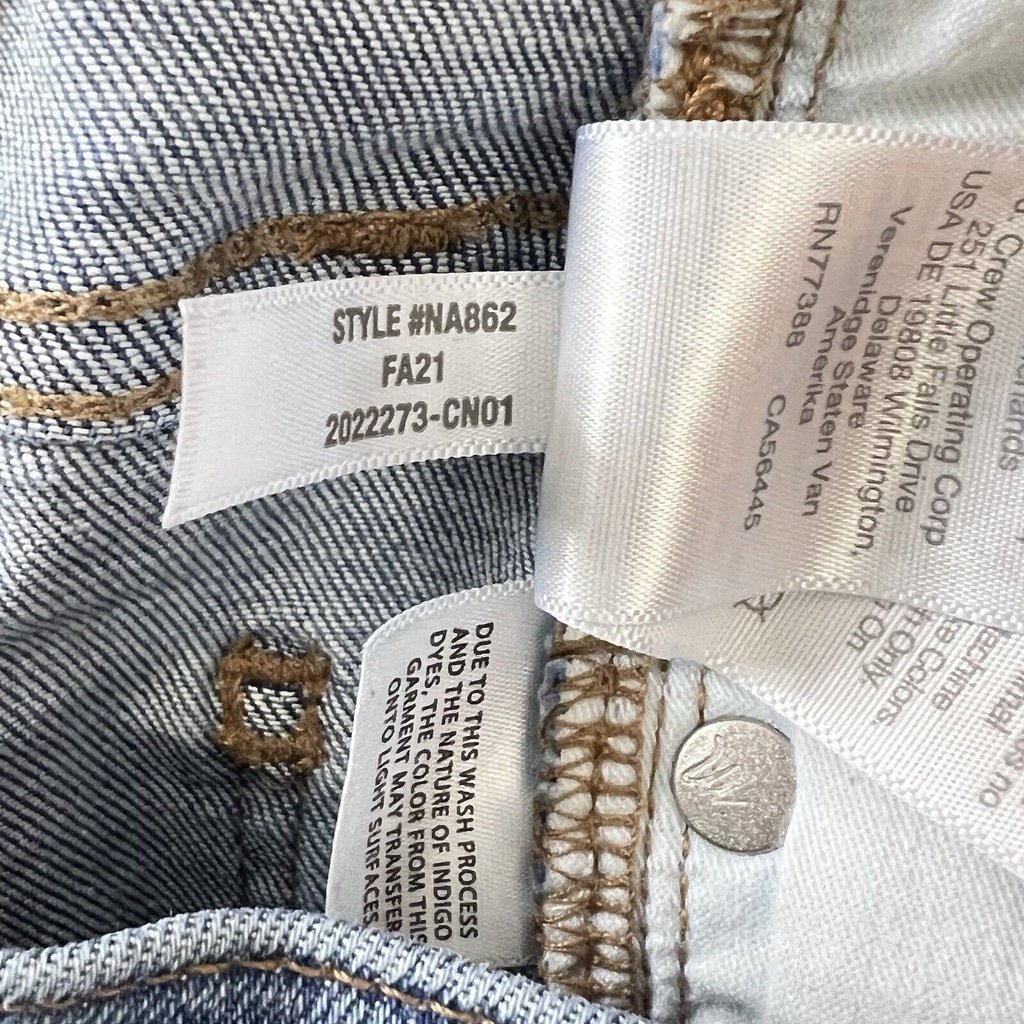 STYLE #NA862
FA21
2022273-CN01
Crew Operating Corp
251 Little Falls Drive
USA DE 19808 Wilmington,
Delaware
Verenidge Staten Van
Amerika
RN77388 CA56445
DUE TO THIS WASH PROCESS
AND THE NATURE OF INDIGO
DYES, THE COLOR FROM THIS
GARMENT MAY TRANSFER
ONTO LIGHT SURFACES